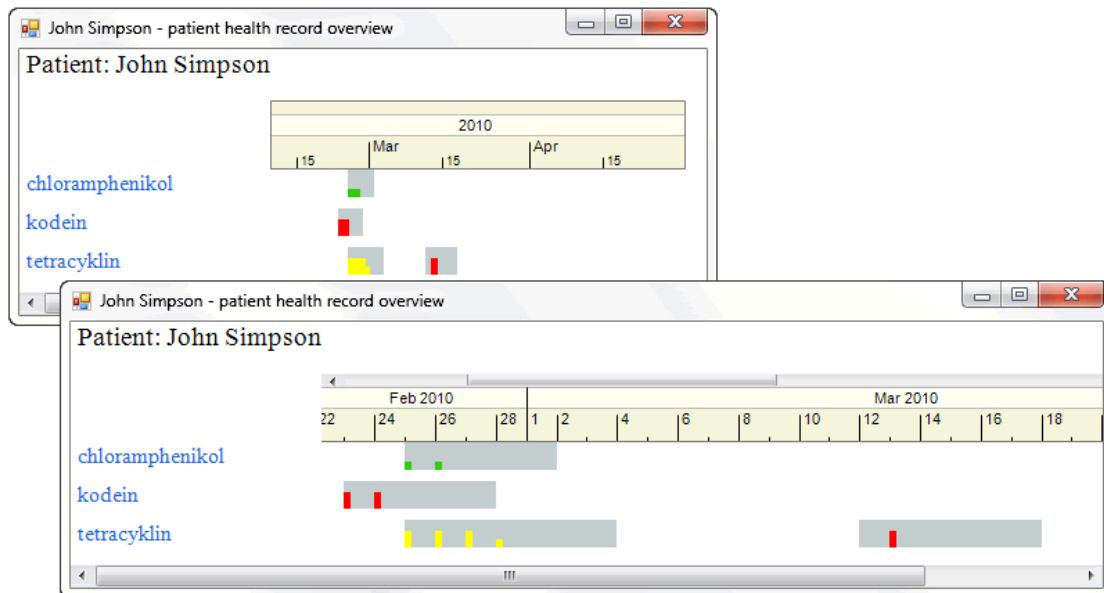 John Simpson - patient health record overview
Patient: John Simpson
2010
15 Mar 15 Apr 15
chloramphenikol
kodein
tetracyklin
John Simpson - patient health record overview
Patient: John Simpson
Feb 2010 Mar 2010
22 24 26 28 1 2 4 6 8 10 12 14 16 18
chloramphenikol
kodein
tetracyklin